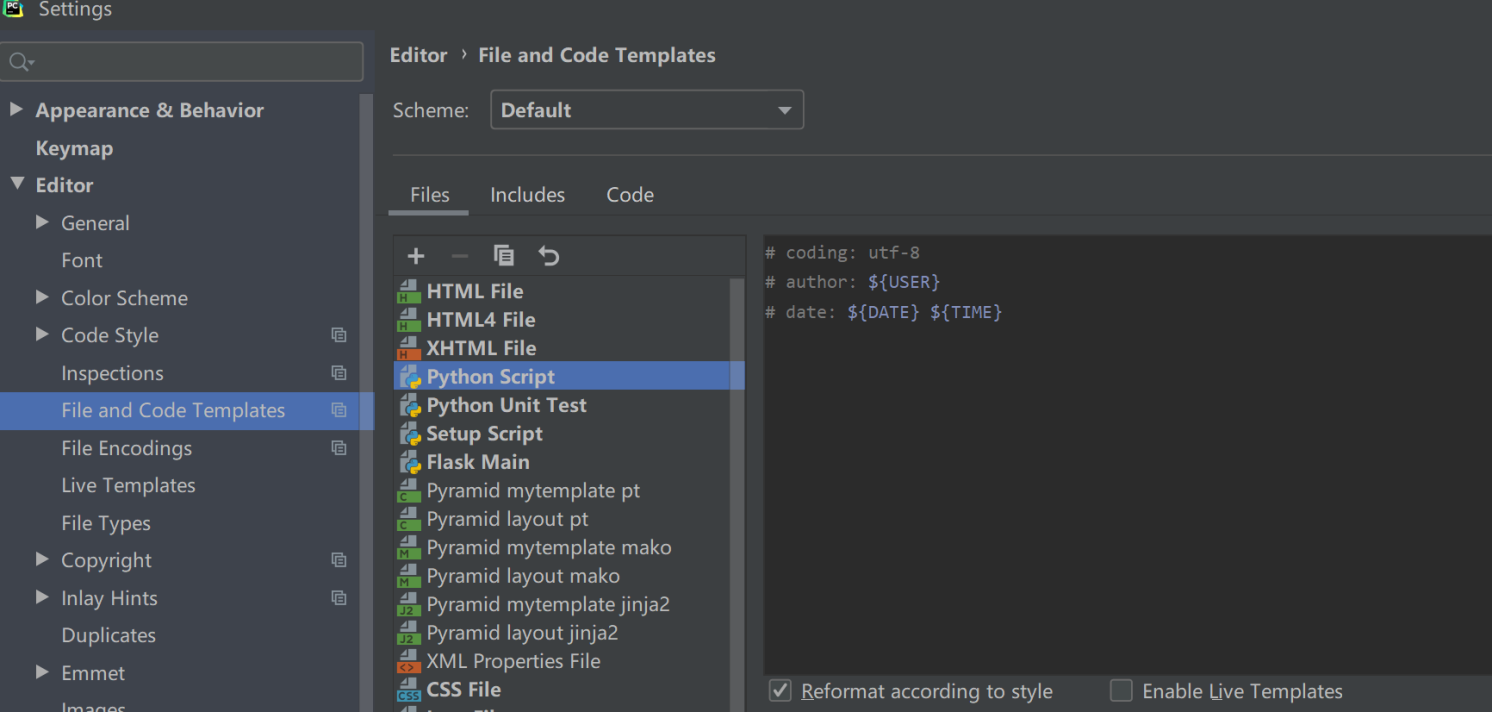 PC
Settings
Editor › File and Code Templates
Scheme: Default
Appearance & Behavior
Keymap
Editor
General
Font
Color Scheme
Code Style
Inspections
File and Code Templates
File Encodings
Live Templates
File Types
Copyright
Inlay Hints
Duplicates
Emmet
Images
Files Includes Code
HTML File
HTML4 File
XHTML File
Python Script
Python Unit Test
Setup Script
Flask Main
Pyramid mytemplate pt
Pyramid layout pt
Pyramid mytemplate mako
Pyramid layout mako
Pyramid mytemplate jinja2
Pyramid layout jinja2
XML Properties File
CSS File
# coding: utf-8
# author: ${USER}
# date: ${DATE} ${TIME}
Reformat according to style Enable Live Templates